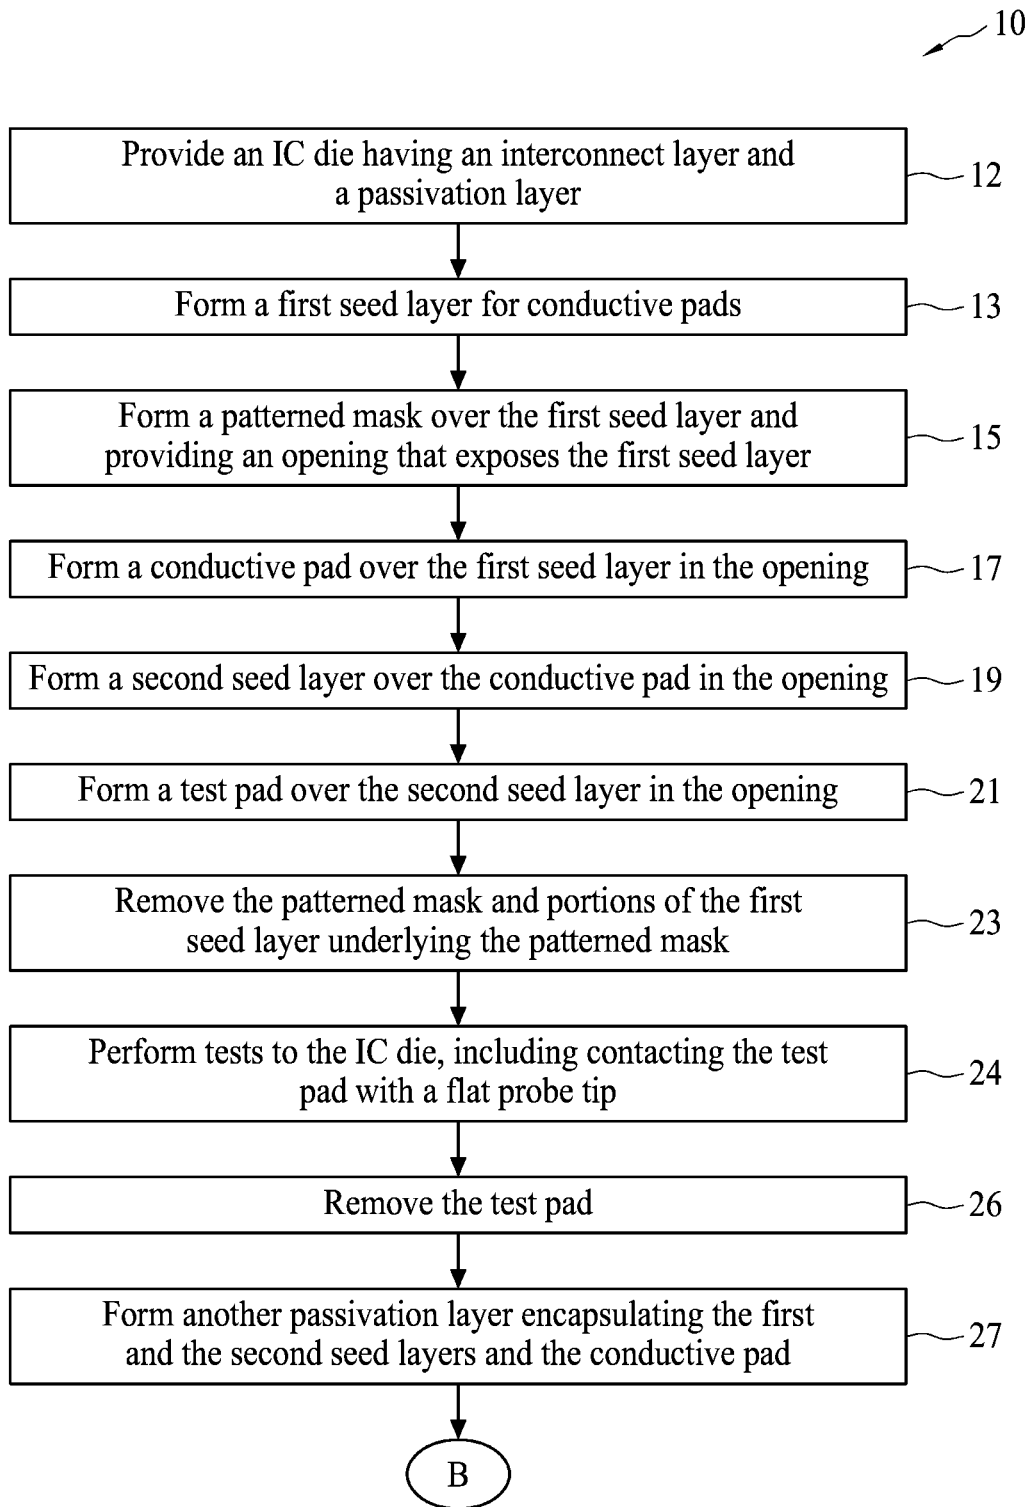 10
Provide an IC die having an interconnect layer and
a passivation layer
12
Form a first seed layer for conductive pads
13
Form a patterned mask over the first seed layer and
providing an opening that exposes the first seed layer
15
Form a conductive pad over the first seed layer in the opening
17
Form a second seed layer over the conductive pad in the opening
19
Form a test pad over the second seed layer in the opening
21
Remove the patterned mask and portions of the first
seed layer underlying the patterned mask
23
Perform tests to the IC die, including contacting the test
pad with a flat probe tip
24
Remove the test pad
26
Form another passivation layer encapsulating the first
and the second seed layers and the conductive pad
27
B